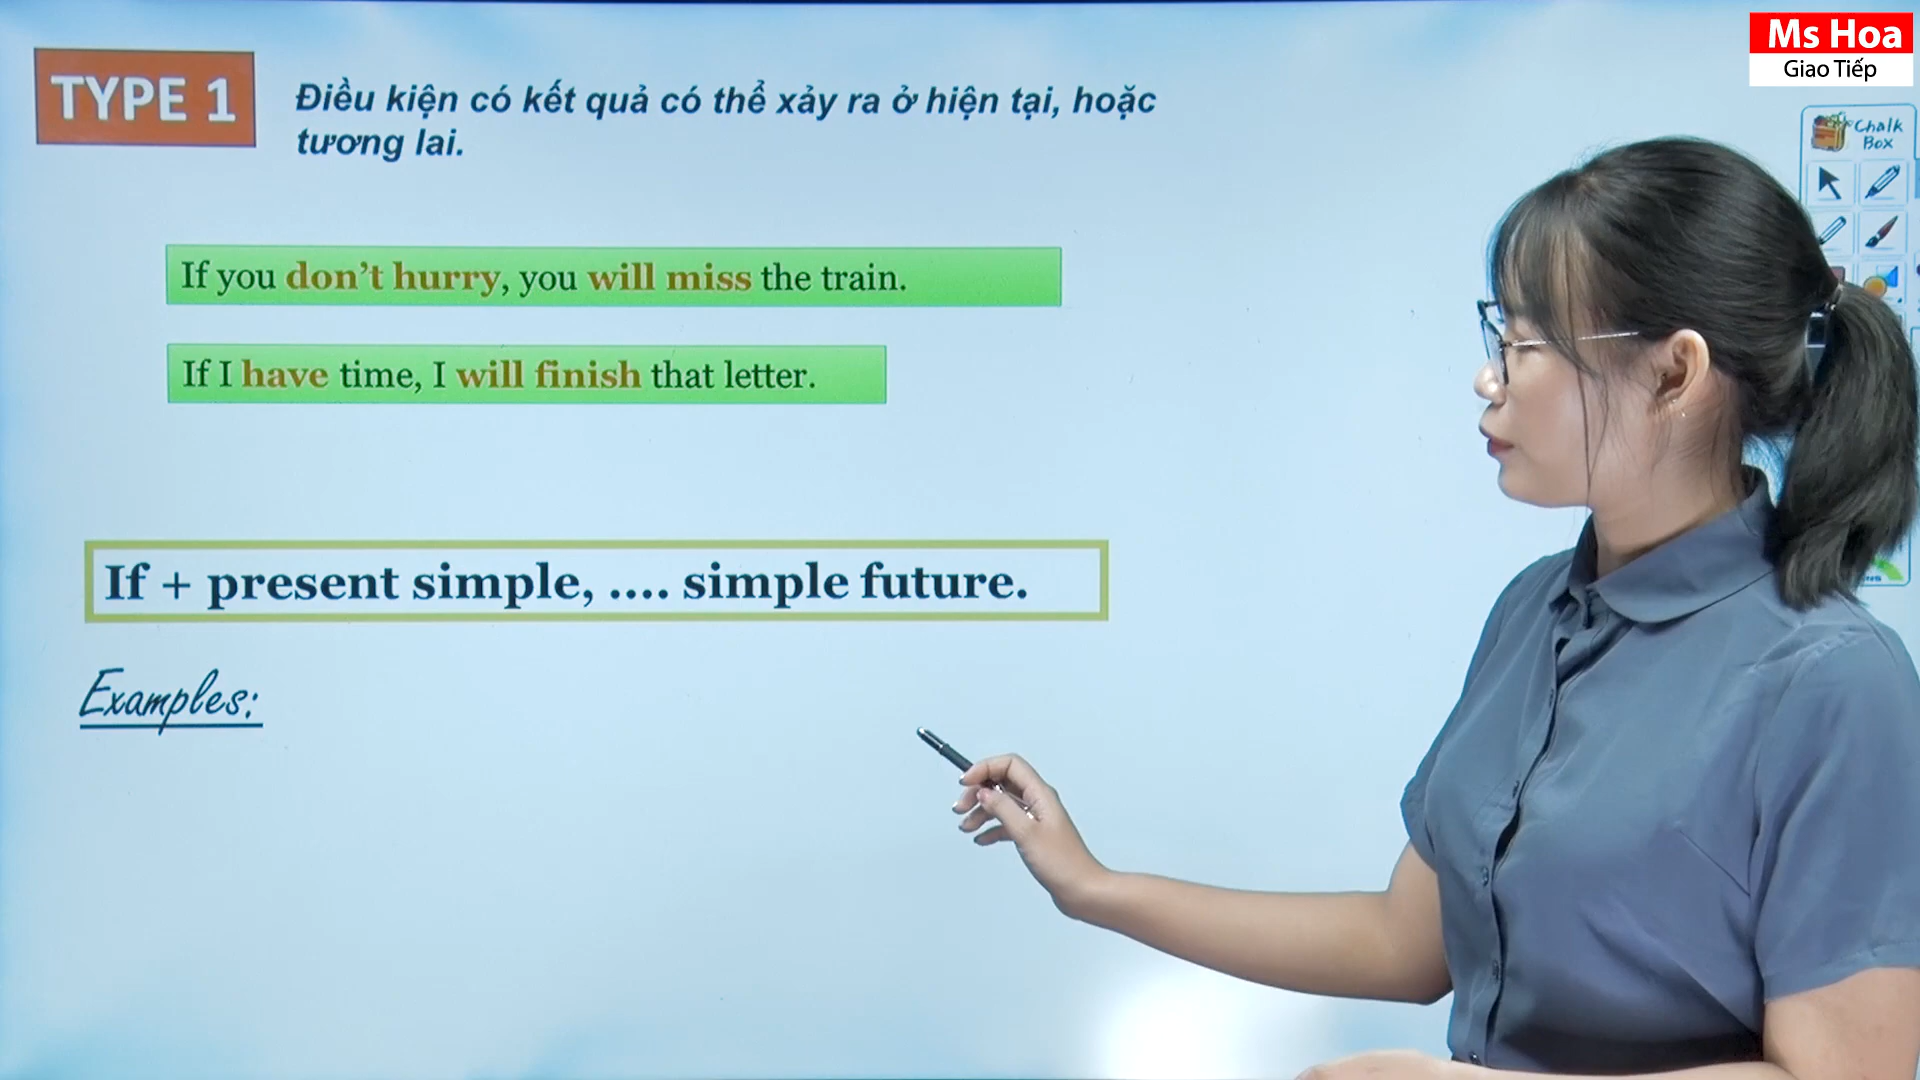 Ms Hoa
Giao Tiếp
TYPE 1
Điều kiện có kết quả có thể xảy ra ở hiện tại, hoặc
tương lai.
Chalk
Box
If you don't hurry, you will miss the train.
If I have time, I will finish that letter.
If + present simple, .... simple future.
Examples: